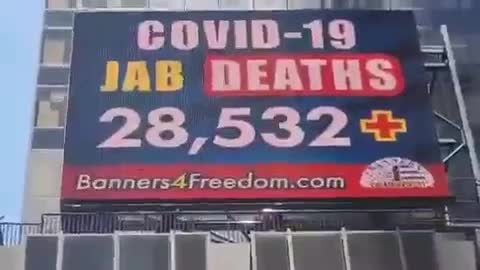 COVID-19
JAB DEATHS
28,532+
Banners4Freedom.com